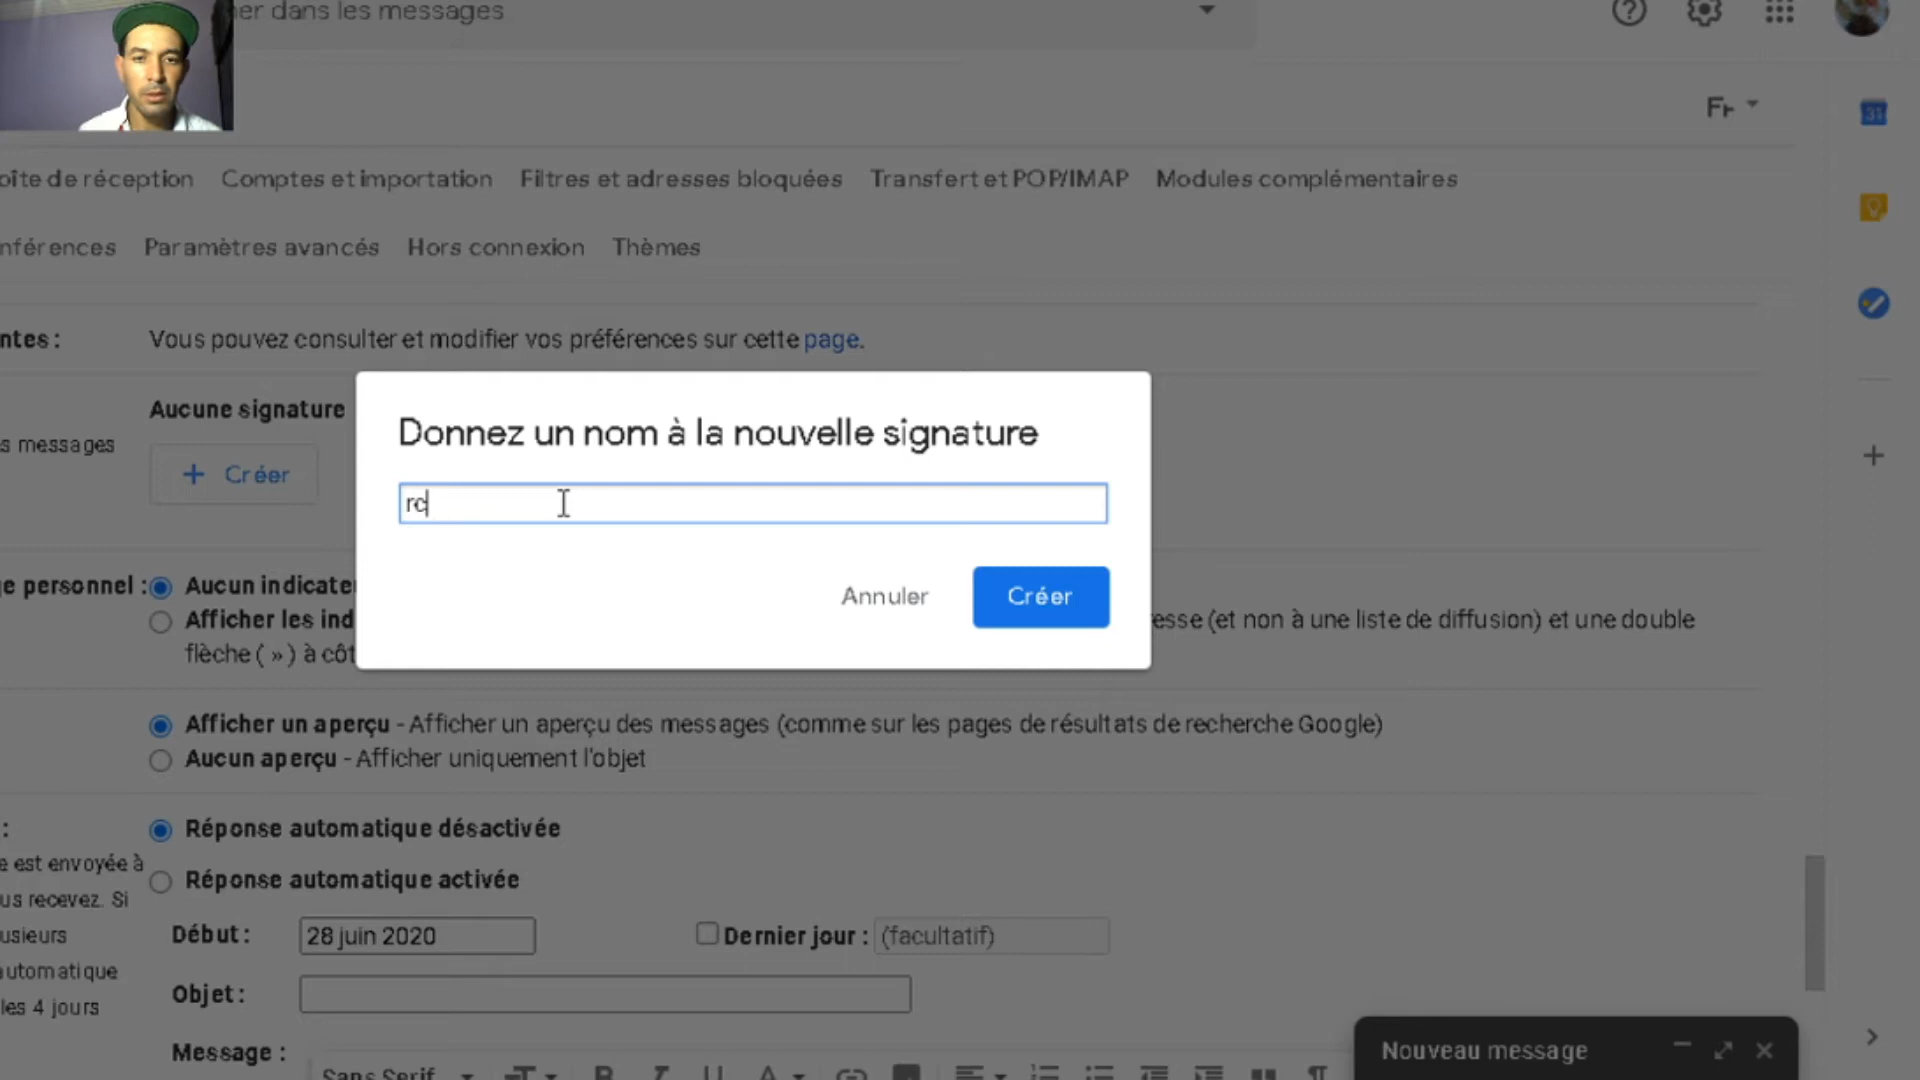 her dans les messages
Fr
oîte de réception Comptes et importation Filtres et adresses bloquées Transfert et POP/IMAP Modules complémentaires
nférences Paramètres avancés Hors connexion Thèmes
ntes : Vous pouvez consulter et modifier vos préférences sur cette page.
Aucune signature
s messages
+ Créer
Donnez un nom à la nouvelle signature
rc
Annuler Créer
e personnel : Aucun indicate
Afficher les ind esse (et non à une liste de diffusion) et une double
flèche ( » ) à côt
Afficher un aperçu - Afficher un aperçu des messages (comme sur les pages de résultats de recherche Google)
Aucun aperçu - Afficher uniquement l'objet
: Réponse automatique désactivée
e est envoyée à
Réponse automatique activée
us recevez. Si
usieurs Début : 28 juin 2020 Dernier jour : (facultatif)
automatique
les 4 jours Objet :
Message :
Sans Serif
Nouveau message
31